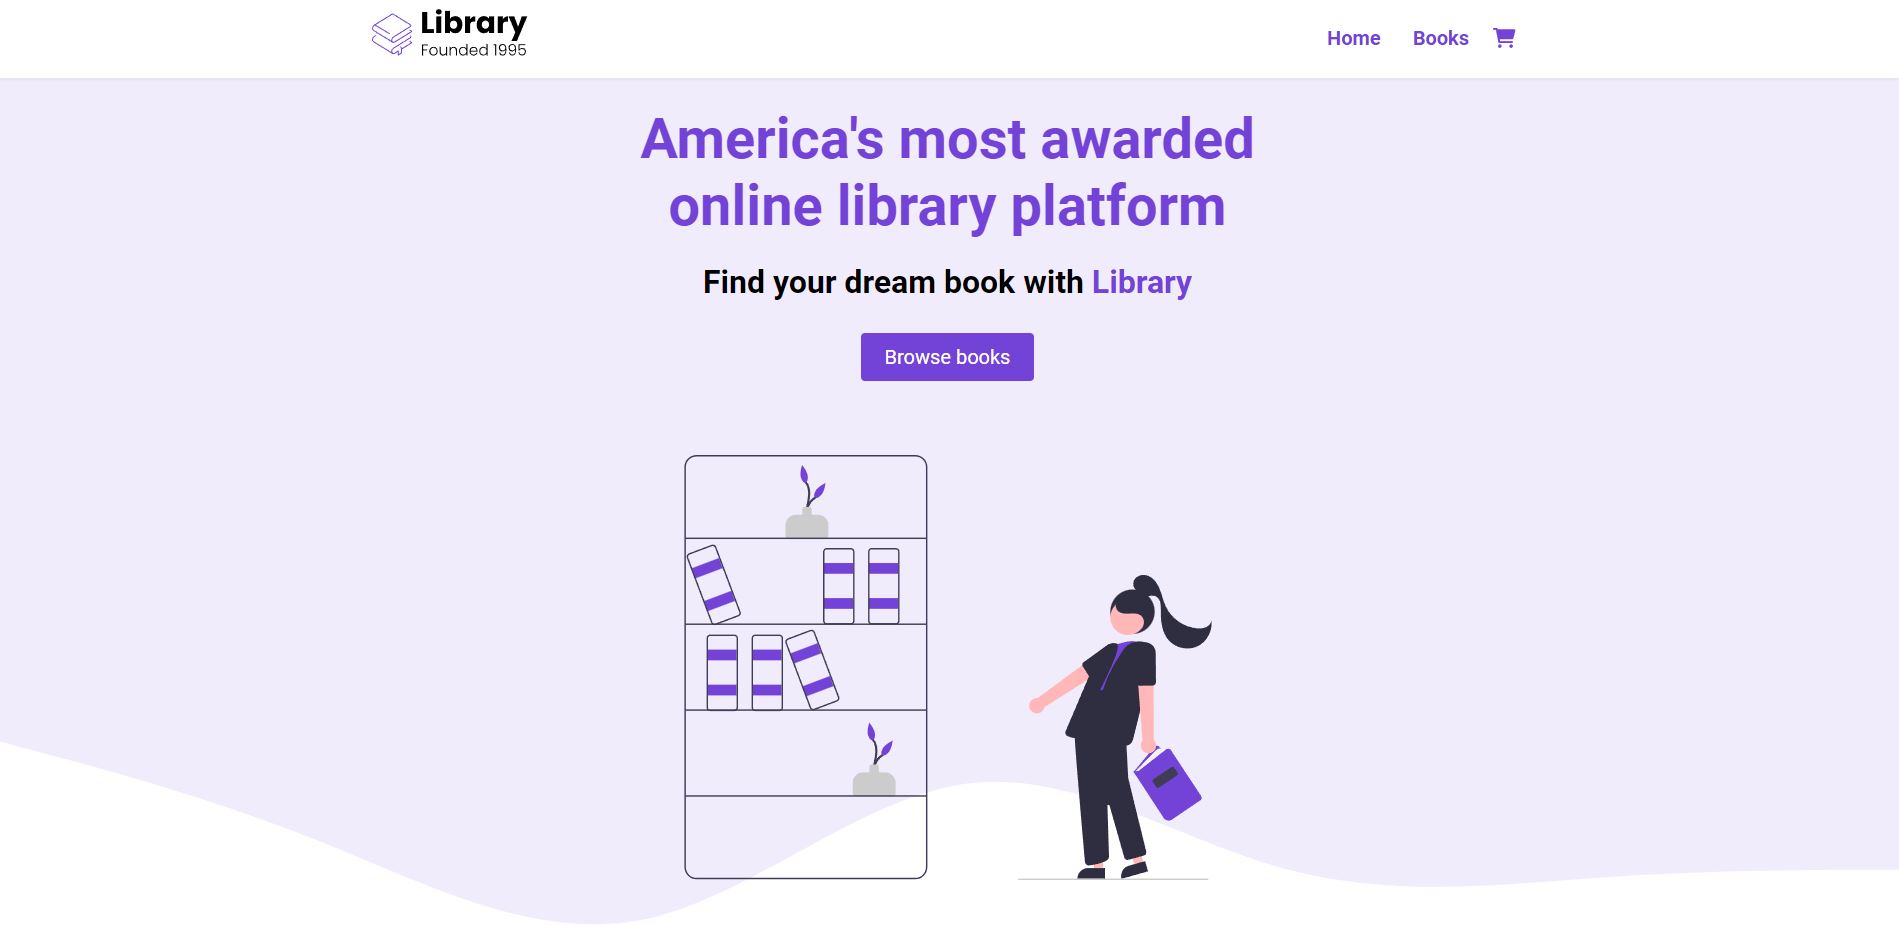 Library
Founded 1995
Home Books
America's most awarded
online library platform
Find your dream book with Library
Browse books